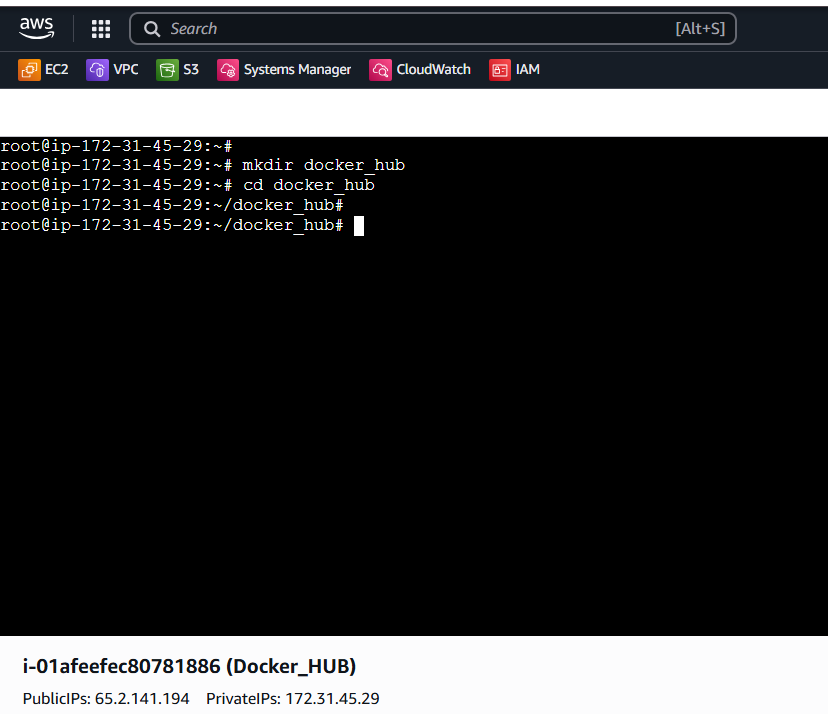 aws
Search [Alt+S]
EC2 VPC S3 Systems Manager CloudWatch IAM
root@ip-172-31-45-29:~#
root@ip-172-31-45-29:~# mkdir docker_hub
root@ip-172-31-45-29:~# cd docker_hub
root@ip-172-31-45-29:~/docker_hub#
root@ip-172-31-45-29:~/docker_hub#
i-01afeefec80781886 (Docker_HUB)
PublicIPs: 65.2.141.194 PrivateIPs: 172.31.45.29